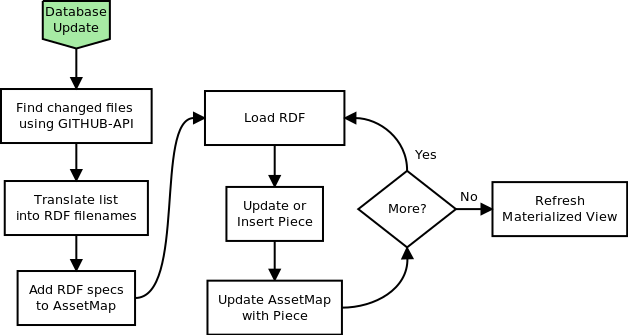 Database
Update
Find changed files
using GITHUB-API
Translate list
into RDF filenames
Add RDF specs
to AssetMap
Load RDF
Update or
Insert Piece
Update AssetMap
with Piece
Yes
More?
No
Refresh
Materialized View